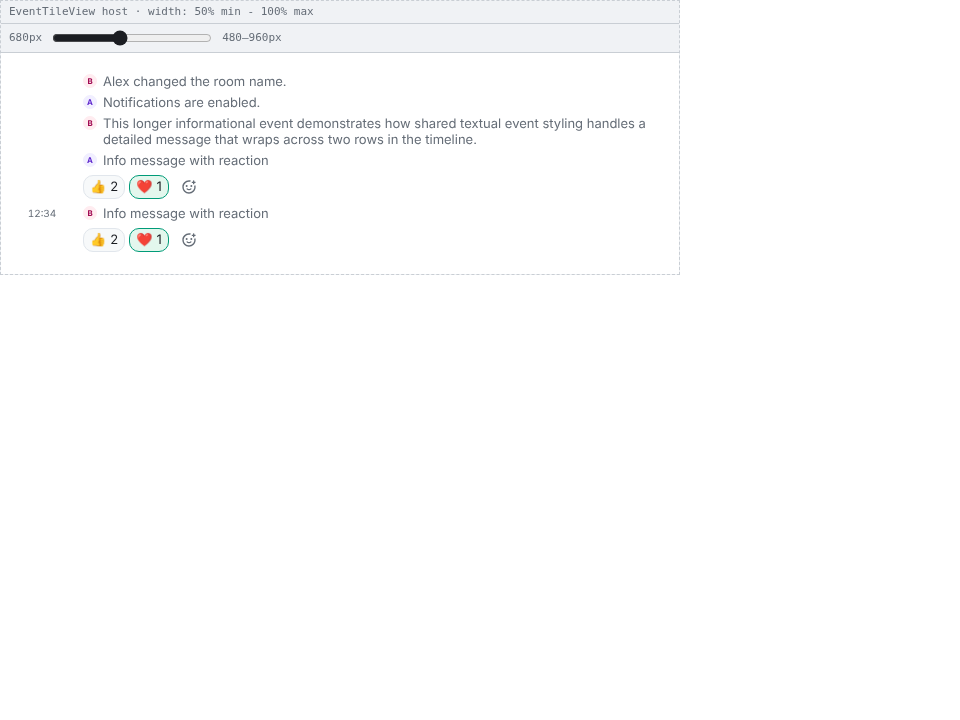 EventTileView host · width: 50% min - 100% max
680px 480–960px
B Alex changed the room name.
A Notifications are enabled.
B This longer informational event demonstrates how shared textual event styling handles a
detailed message that wraps across two rows in the timeline.
A Info message with reaction
👍 2 ❤️ 1
12:34 B Info message with reaction
👍 2 ❤️ 1